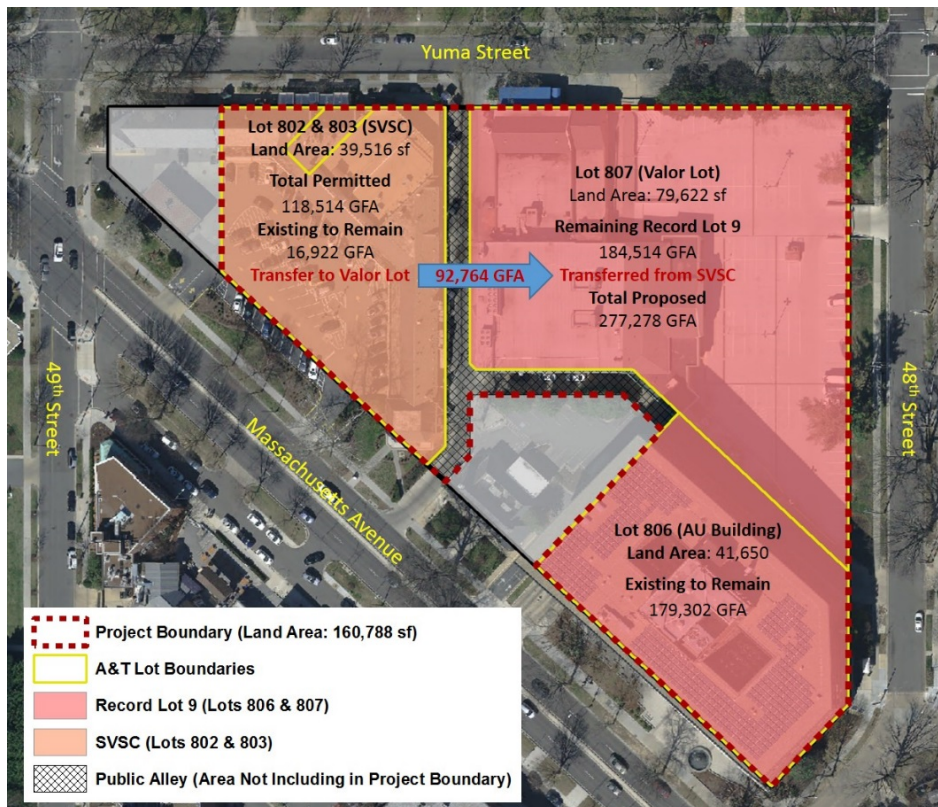 Yuma Street
Lot 802 & 803 (SVSC)
Land Area: 39,516 sf
Total Permitted
118,514 GFA
Existing to Remain
16,922 GFA
Transfer to Valor Lot
92,764 GFA
Lot 807 (Valor Lot)
Land Area: 79,622 sf
Remaining Record Lot 9
184,514 GFA
Transferred from SVSC
Total Proposed
277,278 GFA
49th Street
Massachusetts Avenue
48th Street
Lot 806 (AU Building)
Land Area: 41,650
Existing to Remain
179,302 GFA
Project Boundary (Land Area: 160,788 sf)
A&T Lot Boundaries
Record Lot 9 (Lots 806 & 807)
SVSC (Lots 802 & 803)
Public Alley (Area Not Including in Project Boundary)